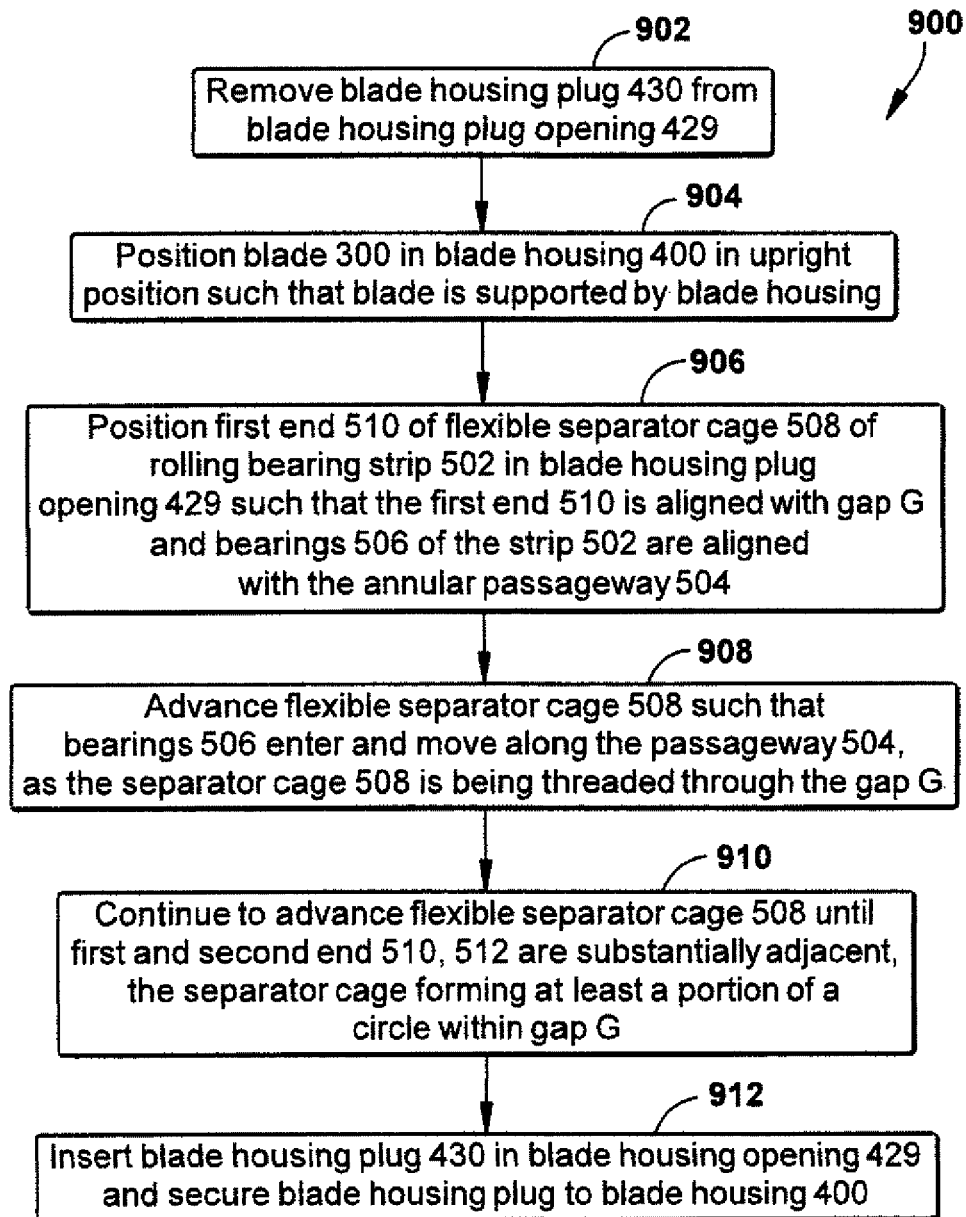 900
902
Remove blade housing plug 430 from
blade housing plug opening 429
904
Position blade 300 in blade housing 400 in upright
position such that blade is supported by blade housing
906
Position first end 510 of flexible separator cage 508 of
rolling bearing strip 502 in blade housing plug
opening 429 such that the first end 510 is aligned with gap G
and bearings 506 of the strip 502 are aligned
with the annular passageway 504
908
Advance flexible separator cage 508 such that
bearings 506 enter and move along the passageway 504,
as the separator cage 508 is being threaded through the gap G
910
Continue to advance flexible separator cage 508 until
first and second end 510, 512 are substantially adjacent,
the separator cage forming at least a portion of a
circle within gap G
912
Insert blade housing plug 430 in blade housing opening 429
and secure blade housing plug to blade housing 400